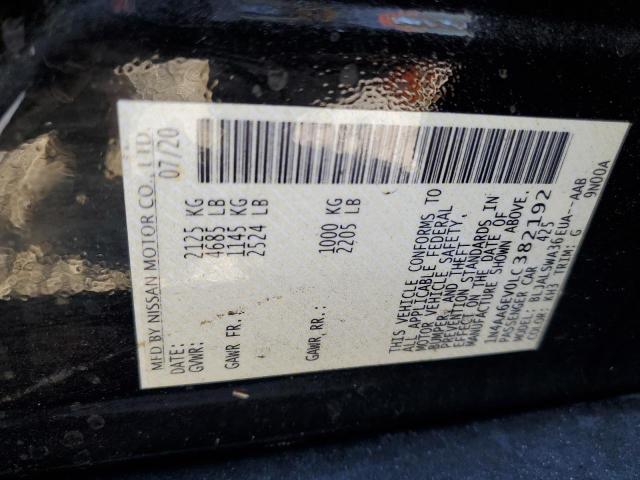 MFD BY NISSAN MOTOR CO., LTD.
DATE: 07/20
GVWR: 2125 KG
4685 LB
GAWR FR.: 1145 KG
2524 LB
GAWR RR.: 1000 KG
2205 LB
THIS VEHICLE CONFORMS TO
ALL APPLICABLE FEDERAL
MOTOR VEHICLE SAFETY,
BUMPER, AND THEFT
PREVENTION STANDARDS IN
EFFECT ON THE DATE OF
MANUFACTURE SHOWN ABOVE.
1N4AA6EV0LC382192
PASSENGER CAR 425
MODEL: BLJALSWA36EUA--AAB
COLOR: KH3 TRIM: G 9N00A